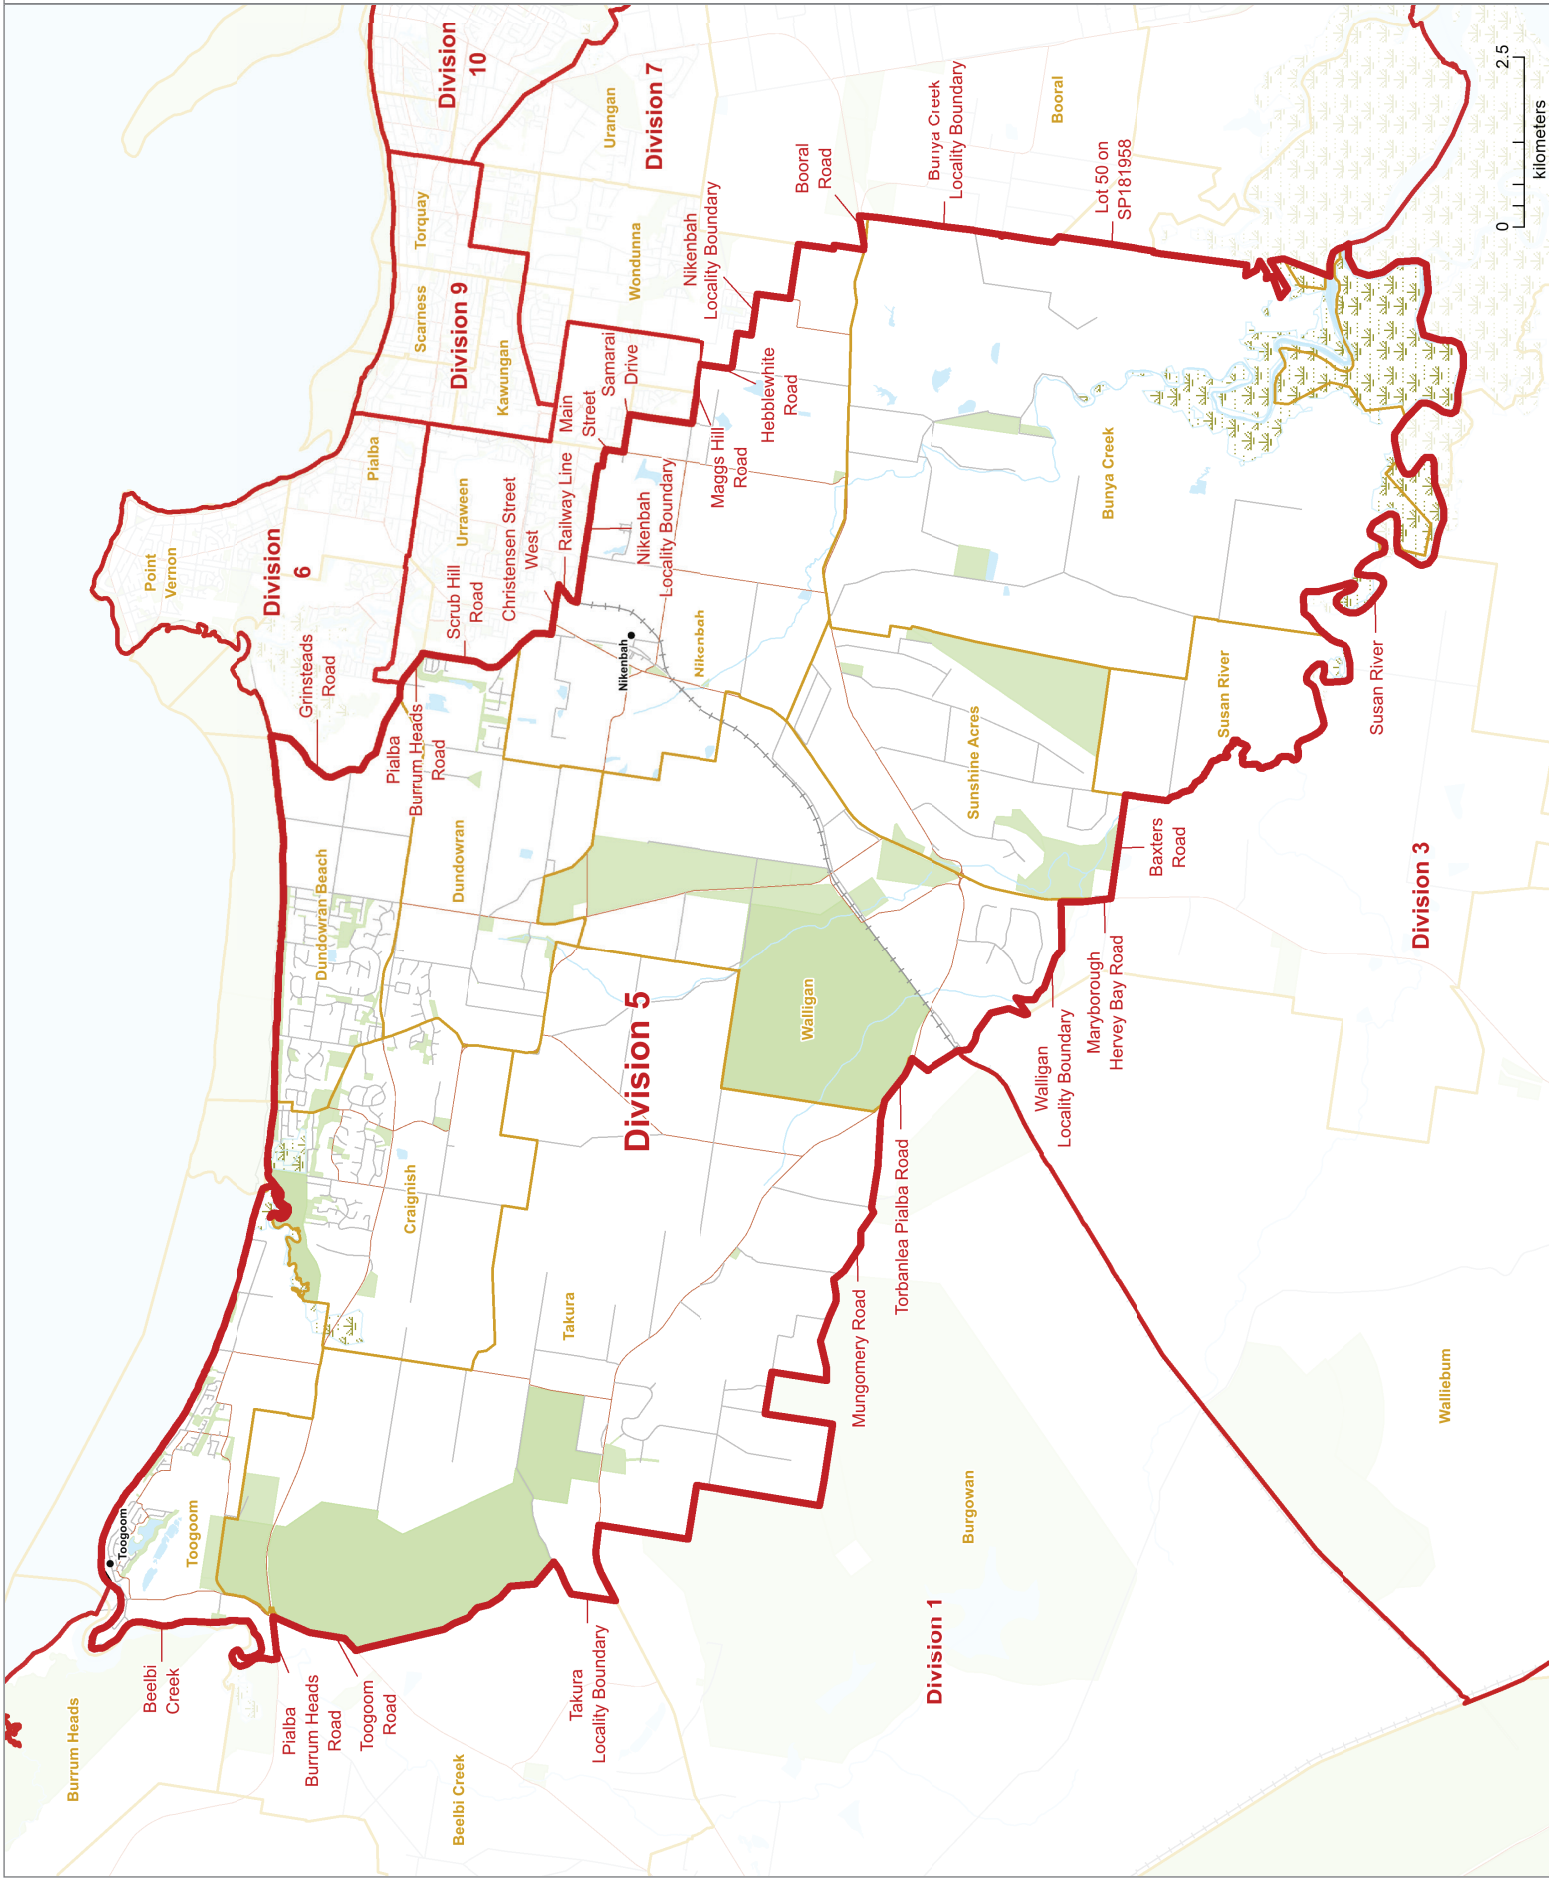 Burrum Heads
Beelbi
Creek
Toogoom
Toogoom
Pialba
Burrum Heads
Road
Toogoom
Road
Beelbi Creek
Takura
Locality Boundary
Division 1
Burgowan
Walliebum
Takura
Craignish
Mungomery Road
Torbanlea Pialba Road
Division 5
Walligan
Walligan
Locality Boundary
Maryborough
Hervey Bay Road
Baxters
Road
Division 3
Dundowran Beach
Dundowran
Pialba
Burrum Heads
Road
Grinsteads
Road
Scrub Hill
Road
Christensen Street
West
Railway Line
Nikenbah
Nikenbah
Nikenbah
Locality Boundary
Sunshine Acres
Susan River
Susan River
Bunya Creek
Point
Vernon
Division
6
Pialba
Urraween
Main
Street
Samarai
Drive
Maggs Hill
Road
Hebblewhite
Road
Nikenbah
Locality Boundary
Division 9
Scarness
Torquay
Kawungan
Wondunna
Urangan
Division 7
Division
10
Booral
Road
Bunya Creek
Locality Boundary
Lot 50 on
SP181958
Booral
0 2.5
kilometers